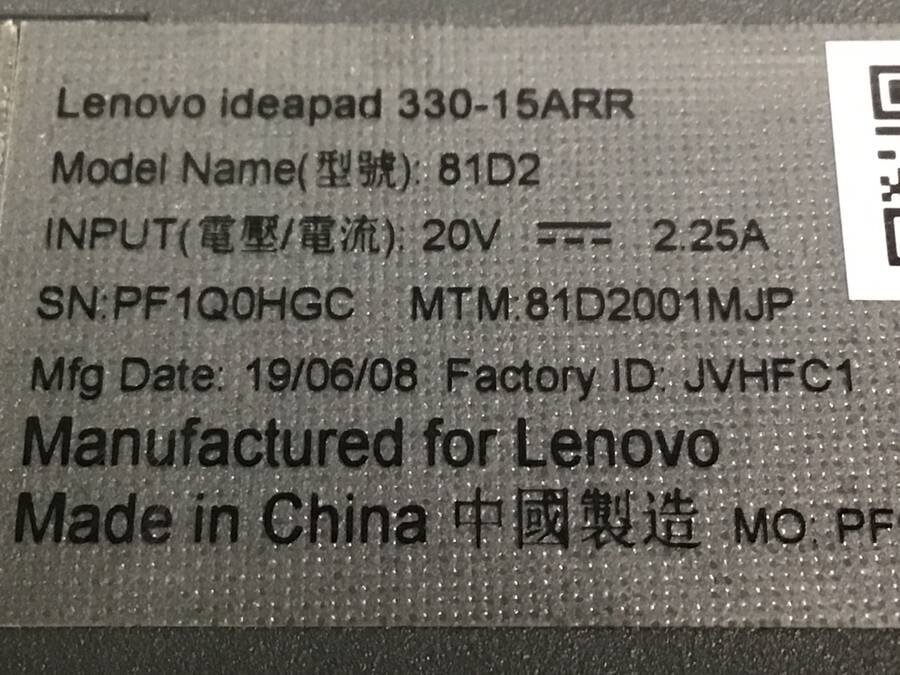 Lenovo ideapad 330-15ARR
Model Name(型號): 81D2
INPUT(電壓/電流): 20V ⎓ 2.25A
SN:PF1Q0HGC MTM:81D2001MJP
Mfg Date: 19/06/08 Factory ID: JVHFC1
Manufactured for Lenovo
Made in China 中國製造 MO: PF